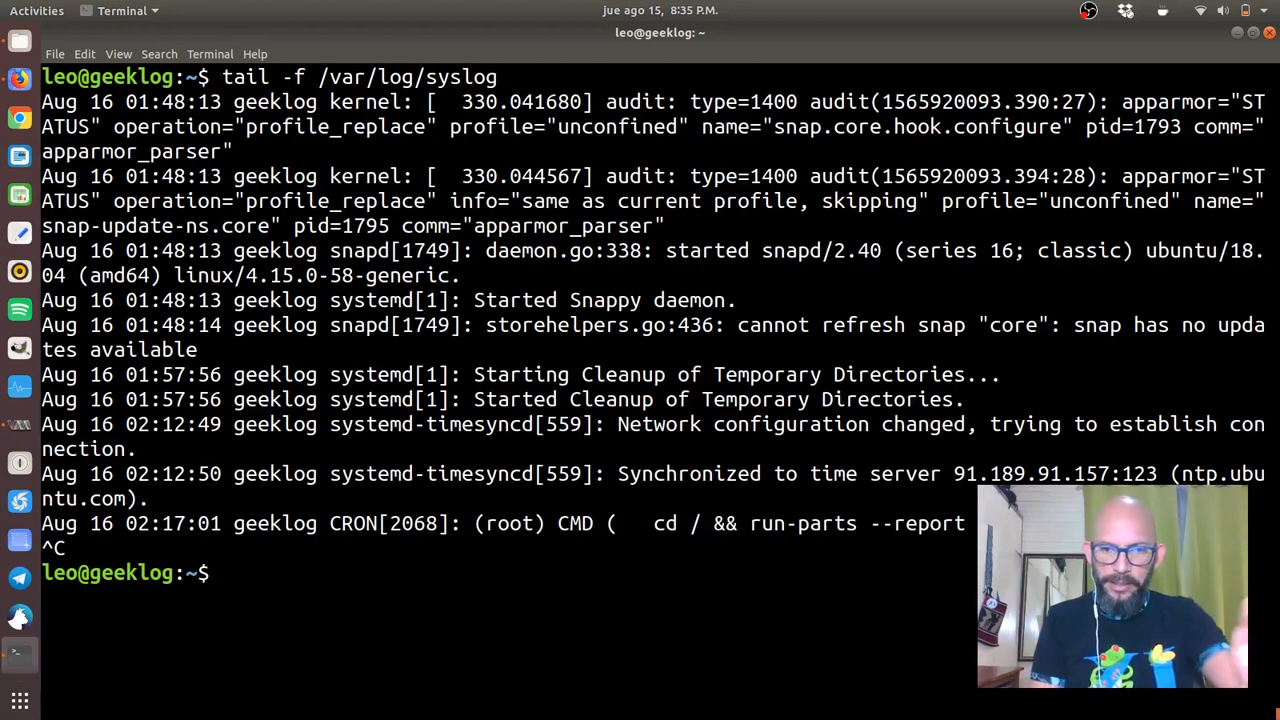 Activities Terminal jue ago 15, 8:35 P.M.
leo@geeklog: ~
File Edit View Search Terminal Help
leo@geeklog:~$ tail -f /var/log/syslog
Aug 16 01:48:13 geeklog kernel: [  330.041680] audit: type=1400 audit(1565920093.390:27): apparmor="ST
ATUS" operation="profile_replace" profile="unconfined" name="snap.core.hook.configure" pid=1793 comm="
apparmor_parser"
Aug 16 01:48:13 geeklog kernel: [  330.044567] audit: type=1400 audit(1565920093.394:28): apparmor="ST
ATUS" operation="profile_replace" info="same as current profile, skipping" profile="unconfined" name="
snap-update-ns.core" pid=1795 comm="apparmor_parser"
Aug 16 01:48:13 geeklog snapd[1749]: daemon.go:338: started snapd/2.40 (series 16; classic) ubuntu/18.
04 (amd64) linux/4.15.0-58-generic.
Aug 16 01:48:13 geeklog systemd[1]: Started Snappy daemon.
Aug 16 01:48:14 geeklog snapd[1749]: storehelpers.go:436: cannot refresh snap "core": snap has no upda
tes available
Aug 16 01:57:56 geeklog systemd[1]: Starting Cleanup of Temporary Directories...
Aug 16 01:57:56 geeklog systemd[1]: Started Cleanup of Temporary Directories.
Aug 16 02:12:49 geeklog systemd-timesyncd[559]: Network configuration changed, trying to establish con
nection.
Aug 16 02:12:50 geeklog systemd-timesyncd[559]: Synchronized to time server 91.189.91.157:123 (ntp.ubu
ntu.com).
Aug 16 02:17:01 geeklog CRON[2068]: (root) CMD (   cd / && run-parts --report
^C
leo@geeklog:~$